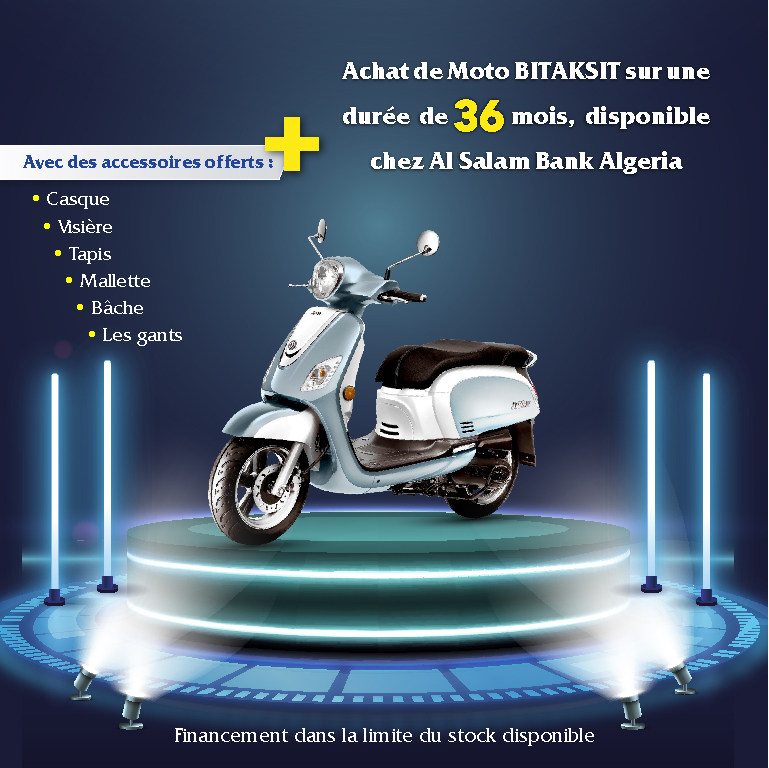 Achat de Moto BITAKSIT sur une
durée de 36 mois, disponible
chez Al Salam Bank Algeria
+
Avec des accessoires offerts :
• Casque
• Visière
• Tapis
• Mallette
• Bâche
• Les gants
Financement dans la limite du stock disponible